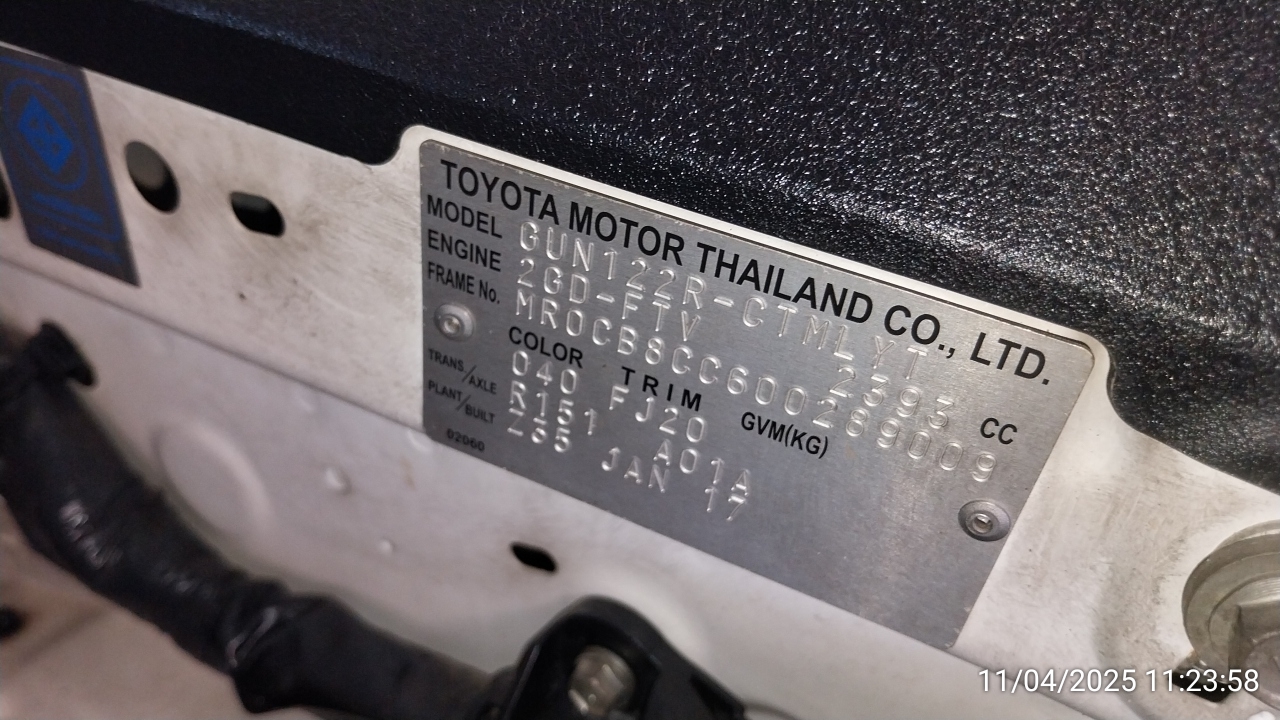 TOYOTA MOTOR THAILAND CO., LTD.
MODEL GUN122R-CTMLYT
ENGINE 2GD-FTV 2393 CC
FRAME No. MR0CB8CC600289009
COLOR TRIM GVM(KG)
040 FJ20
TRANS/AXLE R151 A01A
PLANT/BUILT Z65 JAN 17
02060
11/04/2025 11:23:58